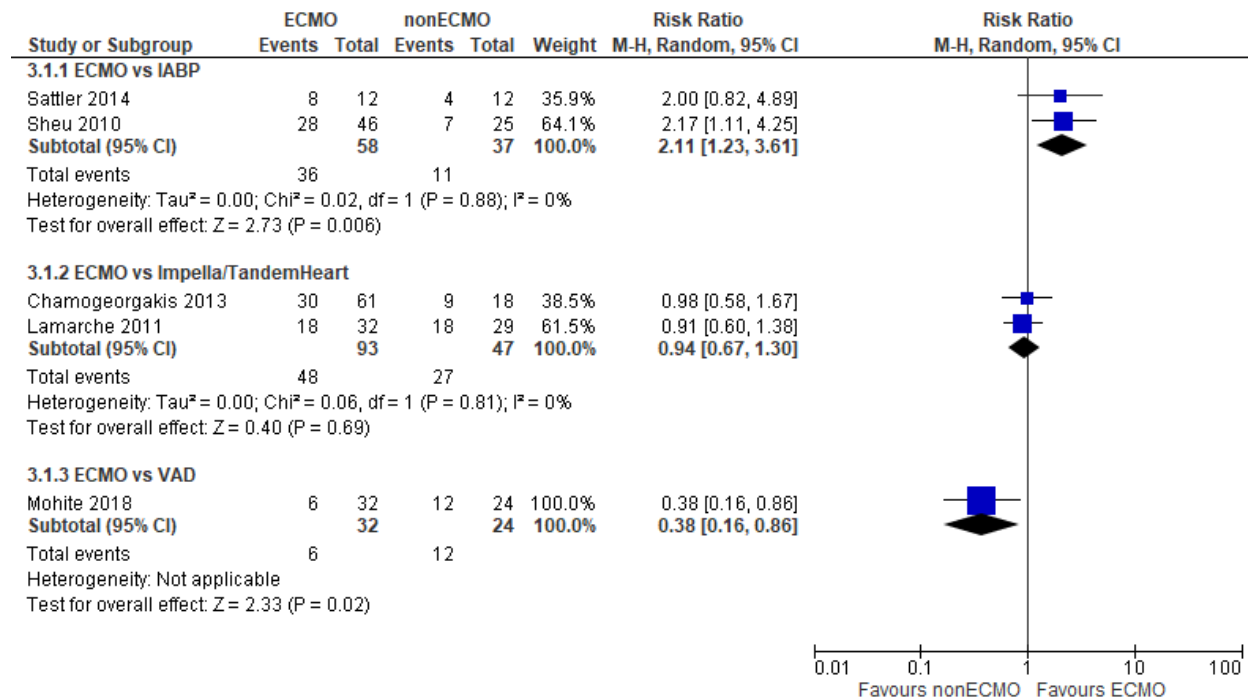 ECMO nonECMO Risk Ratio Risk Ratio
Study or Subgroup Events Total Events Total Weight M-H, Random, 95% CI M-H, Random, 95% CI
3.1.1 ECMO vs IABP
Sattler 2014 8 12 4 12 35.9% 2.00 [0.82, 4.89]
Sheu 2010 28 46 7 25 64.1% 2.17 [1.11, 4.25]
Subtotal (95% CI) 58 37 100.0% 2.11 [1.23, 3.61]
Total events 36 11
Heterogeneity: Tau² = 0.00; Chi² = 0.02, df = 1 (P = 0.88); I² = 0%
Test for overall effect: Z = 2.73 (P = 0.006)
3.1.2 ECMO vs Impella/TandemHeart
Chamogeorgakis 2013 30 61 9 18 38.5% 0.98 [0.58, 1.67]
Lamarche 2011 18 32 18 29 61.5% 0.91 [0.60, 1.38]
Subtotal (95% CI) 93 47 100.0% 0.94 [0.67, 1.30]
Total events 48 27
Heterogeneity: Tau² = 0.00; Chi² = 0.06, df = 1 (P = 0.81); I² = 0%
Test for overall effect: Z = 0.40 (P = 0.69)
3.1.3 ECMO vs VAD
Mohite 2018 6 32 12 24 100.0% 0.38 [0.16, 0.86]
Subtotal (95% CI) 32 24 100.0% 0.38 [0.16, 0.86]
Total events 6 12
Heterogeneity: Not applicable
Test for overall effect: Z = 2.33 (P = 0.02)
0.01 0.1 1 10 100
Favours nonECMO Favours ECMO